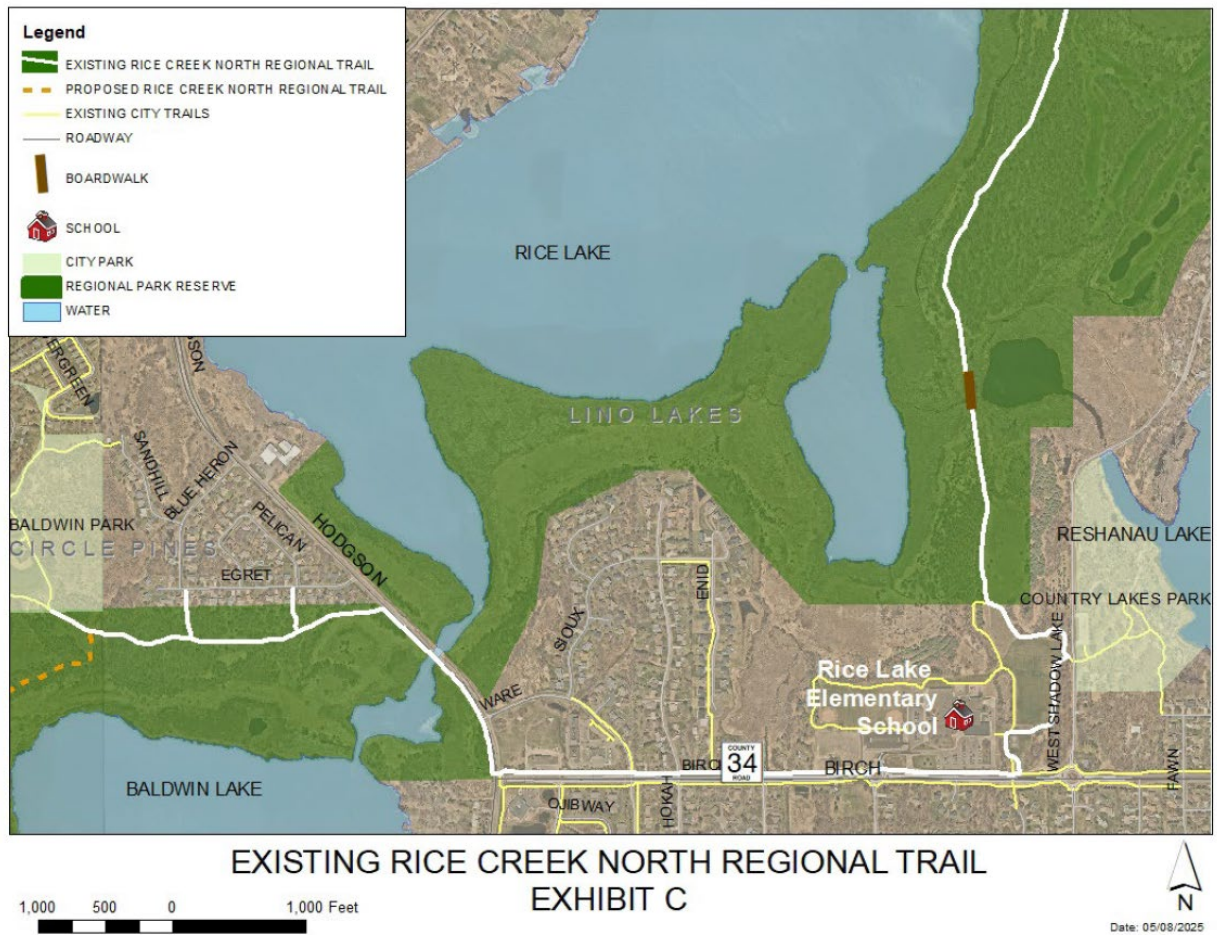 Legend
EXISTING RICE CREEK NORTH REGIONAL TRAIL
PROPOSED RICE CREEK NORTH REGIONAL TRAIL
EXISTING CITY TRAILS
ROADWAY
BOARDWALK
SCHOOL
CITY PARK
REGIONAL PARK RESERVE
WATER
RICE LAKE
LINO LAKES
SANDHILL
BLUE HERON
PELICAN
HODGSON
BALDWIN PARK
CIRCLE PINES
EGRET
RESHANAU LAKE
COUNTRY LAKES PARK
ENID
SIOUX
WARE
Rice Lake
Elementary
School
WEST SHADOW LAKE
COUNTY
34
ROAD
BIRCH
BALDWIN LAKE
OJIBWAY
HOKAH
FAWN
EXISTING RICE CREEK NORTH REGIONAL TRAIL
EXHIBIT C
1,000 500 0 1,000 Feet
N
Date: 05/08/2025